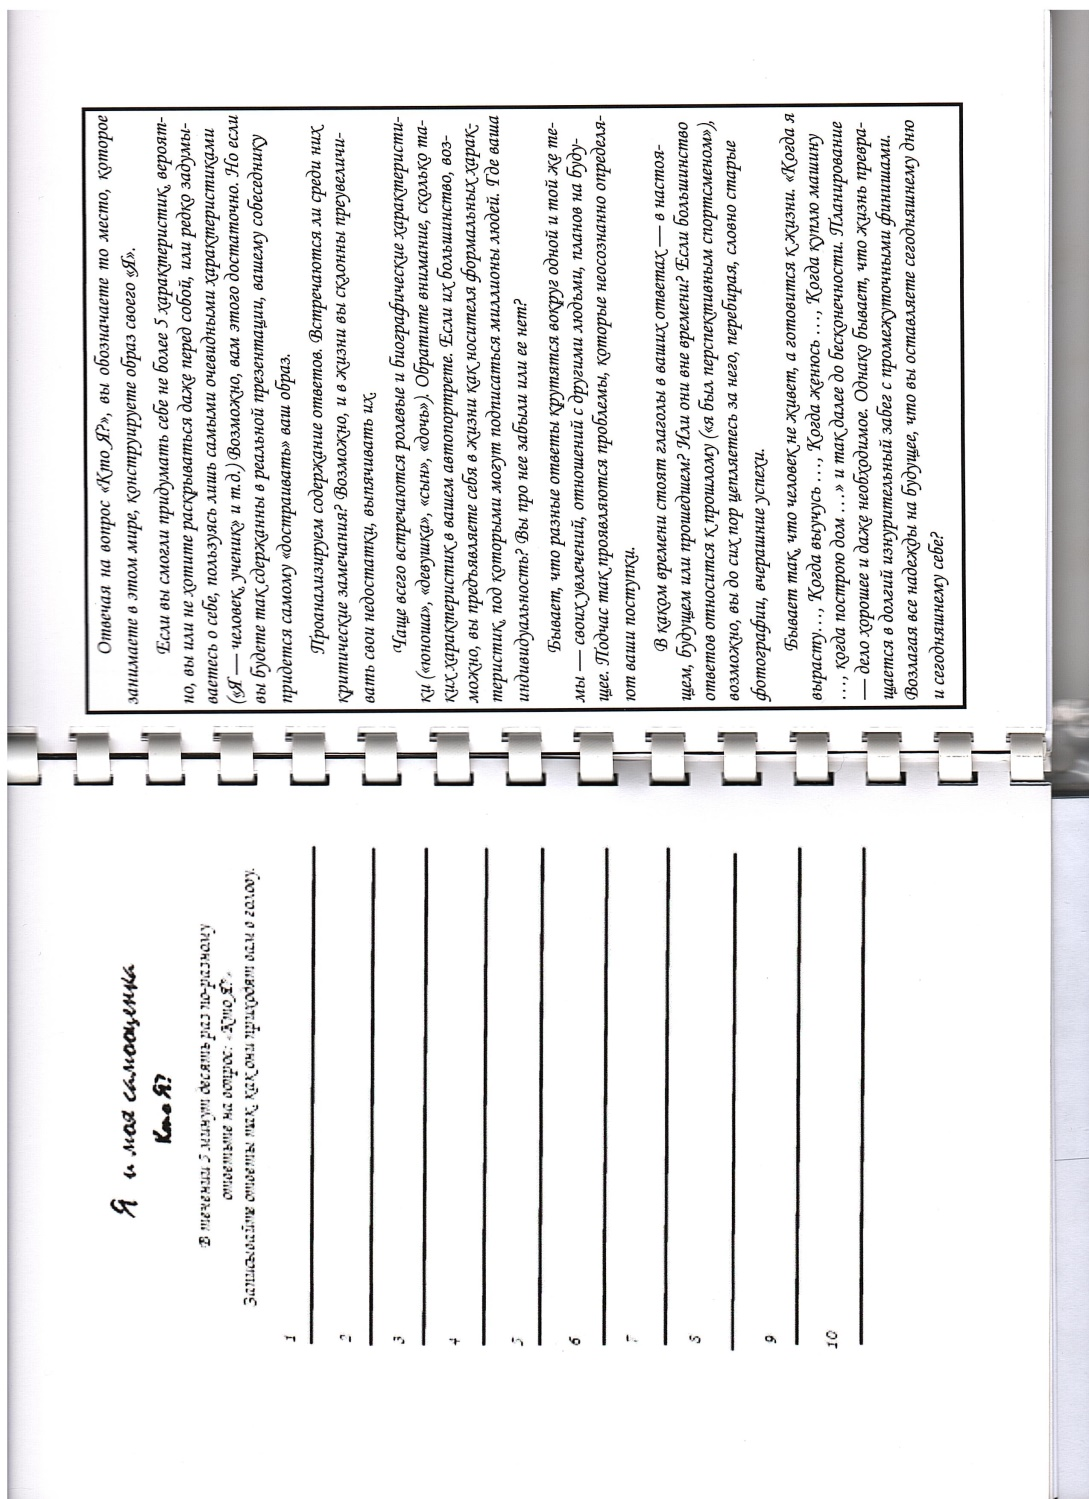 Я и моя самооценка
Кто Я?
В течении 5 минут десять раз по-разному
ответьте на вопрос: «Кто Я?»
Записывайте ответы так, как они приходят вам в голову.
1
2
3
4
5
6
7
8
9
10
Отвечая на вопрос «Кто Я?», вы обозначаете то место, которое
занимаете в этом мире, конструируете образ своего «Я».
Если вы смогли придумать себе не более 5 характеристик, вероят-
но, вы или не хотите раскрываться даже перед собой, или редко задумы-
ваетесь о себе, пользуясь лишь самыми очевидными характеристиками
(«Я — человек, ученик» и т.д.) Возможно, вам этого достаточно. Но если
вы будете так сдержанны в реальной презентации, вашему собеседнику
придется самому «достраивать» ваш образ.
Проанализируем содержание ответов. Встречаются ли среди них
критические замечания? Возможно, и в жизни вы склонны преувеличи-
вать свои недостатки, выпячивать их.
Чаще всего встречаются ролевые и биографические характеристи-
ки («юноша», «девушка», «сын», «дочь»). Обратите внимание, сколько та-
ких характеристик в вашем автопортрете. Если их большинство, воз-
можно, вы предъявляете себя в жизни как носителя формальных харак-
теристик, под которыми могут подписаться миллионы людей. Где ваша
индивидуальность? Вы про нее забыли или ее нет?
Бывает, что разные ответы крутятся вокруг одной и той же те-
мы — своих увлечений, отношений с другими людьми, планов на буду-
щее. Подчас так проявляются проблемы, которые неосознанно определя-
ют ваши поступки.
В каком времени стоят глаголы в ваших ответах — в настоя-
щем, будущем или прошедшем? Или они вне времени? Если большинство
ответов относится к прошлому («я был перспективным спортсменом»),
возможно, вы до сих пор цепляетесь за него, перебирая, словно старые
фотографии, вчерашние успехи.
Бывает так, что человек не живет, а готовится к жизни. «Когда я
вырасту…, Когда выучусь …, Когда женюсь …, Когда куплю машину
…, когда построю дом …» и так далее до бесконечности. Планирование
— дело хорошее и даже необходимое. Однако бывает, что жизнь превра-
щается в долгий изнурительный забег с промежуточными финишами.
Возлагая все надежды на будущее, что вы оставляете сегодняшнему дню
и сегодняшнему себе?